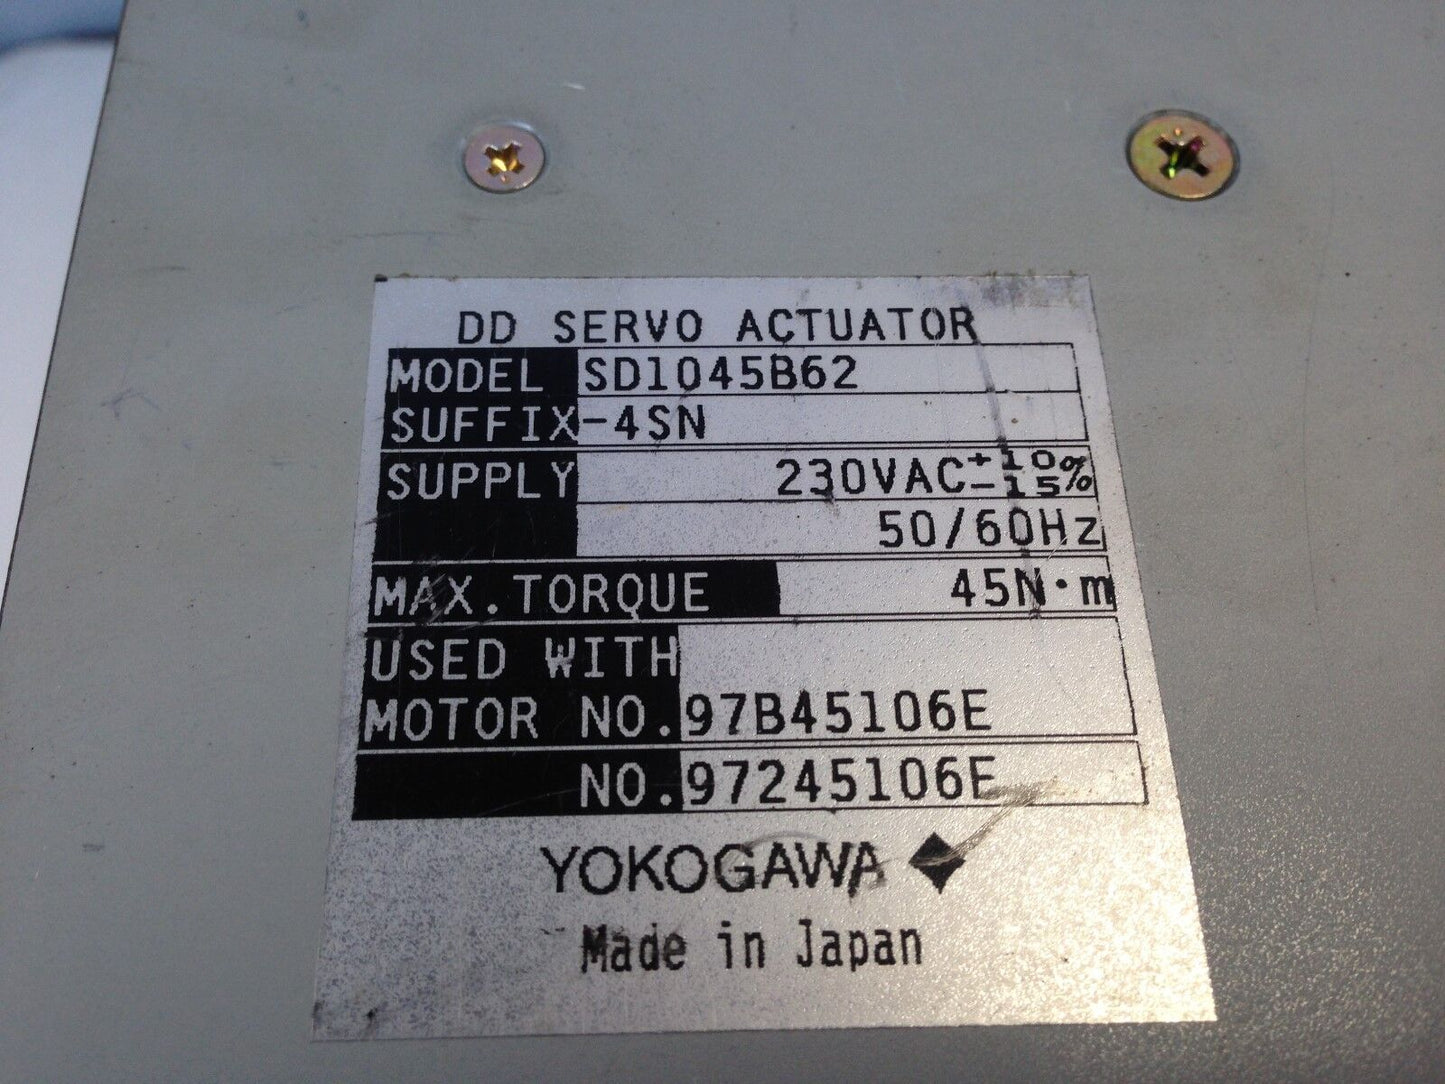 DD SERVO ACTUATOR
MODEL SD1045B62
SUFFIX -4SN
SUPPLY 230VAC +10% -15%
50/60Hz
MAX. TORQUE 45N·m
USED WITH
MOTOR NO. 97B45106E
NO. 97245106E
YOKOGAWA
Made in Japan